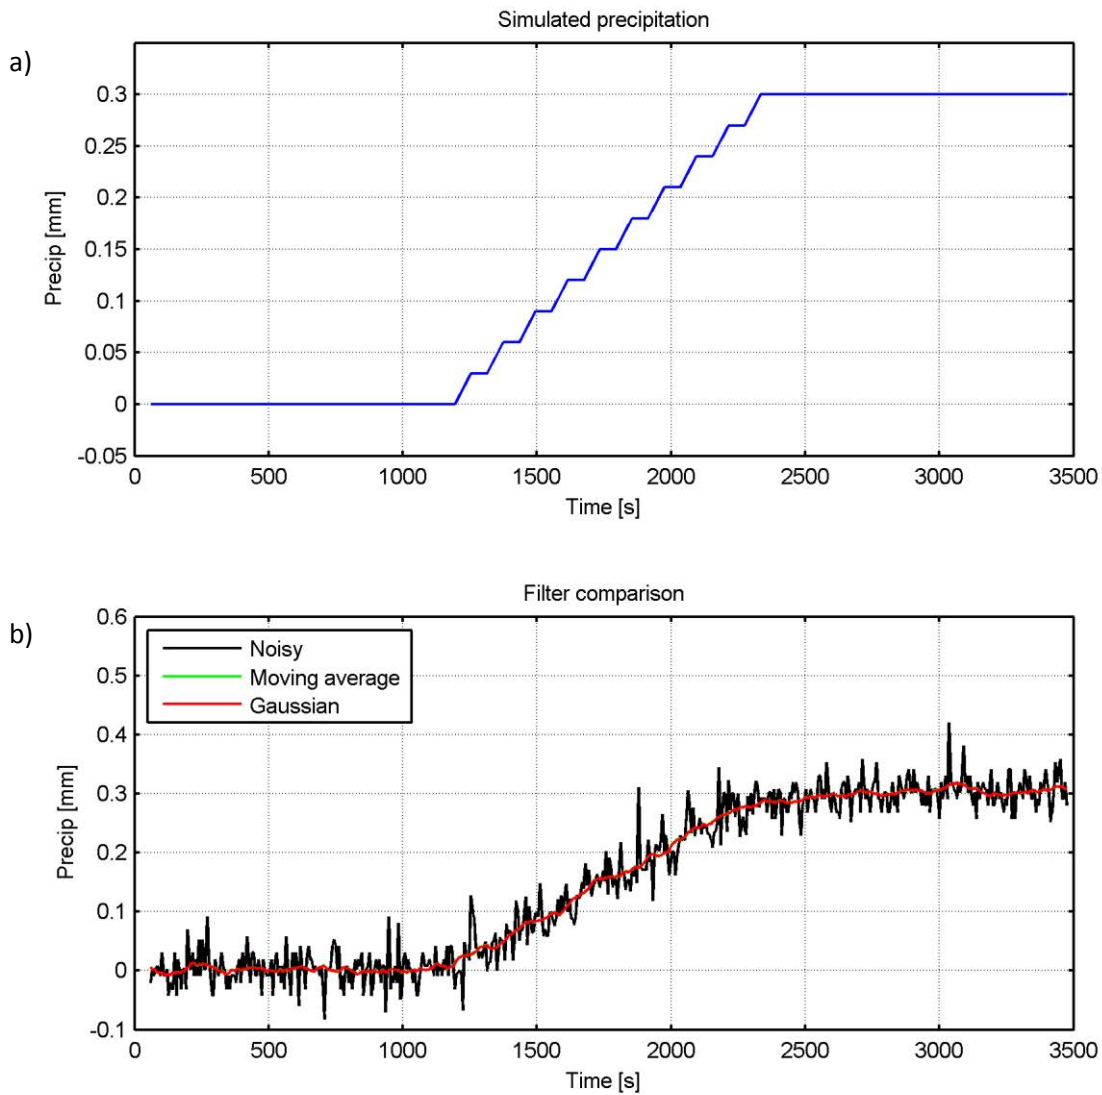 Simulated precipitation
a)
0.3
0.25
0.2
0.15
0.1
0.05
0
-0.05
Precip [mm]
0 500 1000 1500 2000 2500 3000 3500
Time [s]
Filter comparison
b)
0.6
0.5
0.4
0.3
0.2
0.1
0
-0.1
Precip [mm]
Noisy
Moving average
Gaussian
0 500 1000 1500 2000 2500 3000 3500
Time [s]